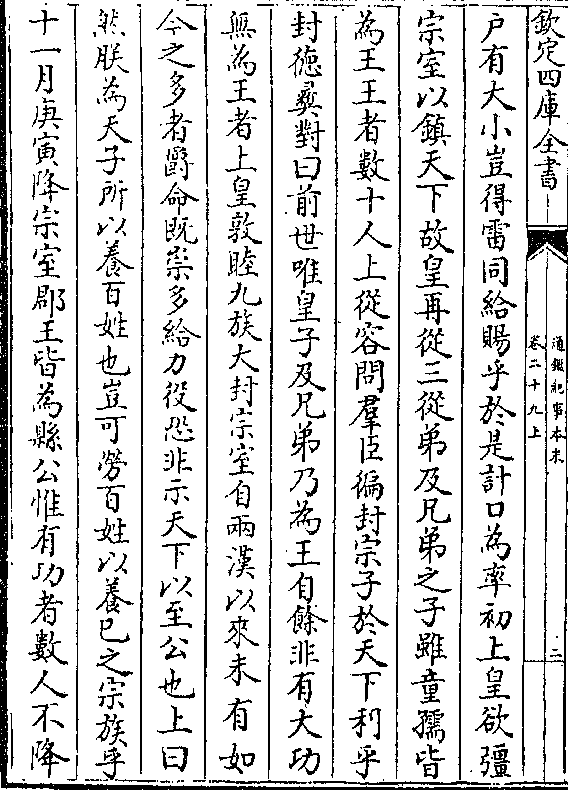 欽定四庫全書
通鑑紀事本末
卷二十九上
二
户有大小豈得雷同給賜乎於是計口為率初上皇欲彊
宗室以鎮天下故皇再從三從弟及兄弟之子雖童孺皆
為王王者數十人上從容問羣臣徧封宗子於天下利乎
封徳彛對曰前世唯皇子及兄弟乃為王自餘非有大功
無為王者上皇敦睦九族大封宗室自兩漢以來未有如
今之多者爵命既崇多給力役恐非示天下以至公也上曰
然朕為天子所以養百姓也豈可勞百姓以養已之宗族乎
十一月庚寅降宗室郡王皆為縣公惟有功者數人不降